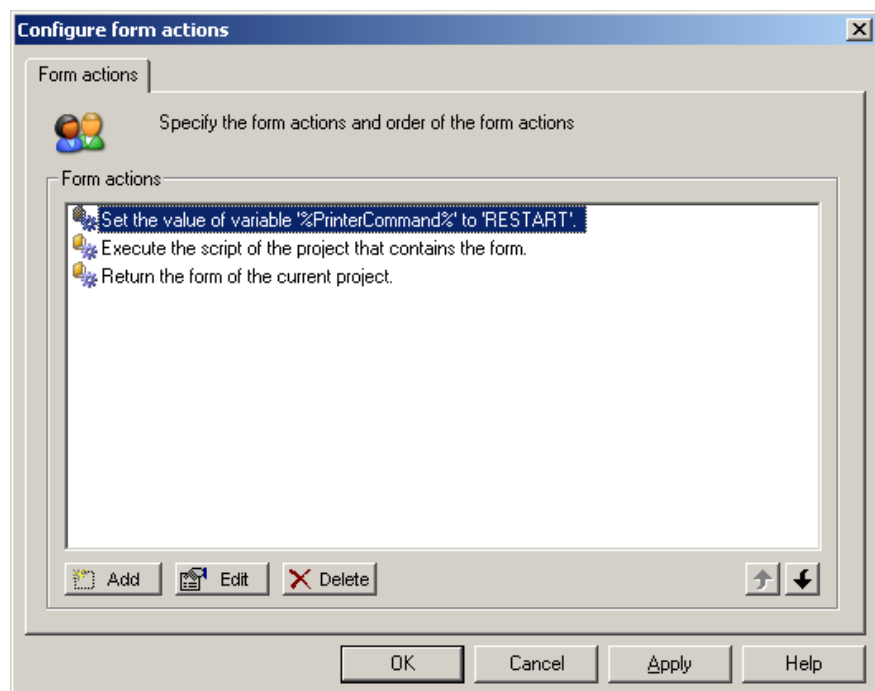 Configure form actions
Form actions
Specify the form actions and order of the form actions
Form actions
Set the value of variable '%PrinterCommand%' to 'RESTART'.
Execute the script of the project that contains the form.
Return the form of the current project.
Add Edit Delete
OK Cancel Apply Help